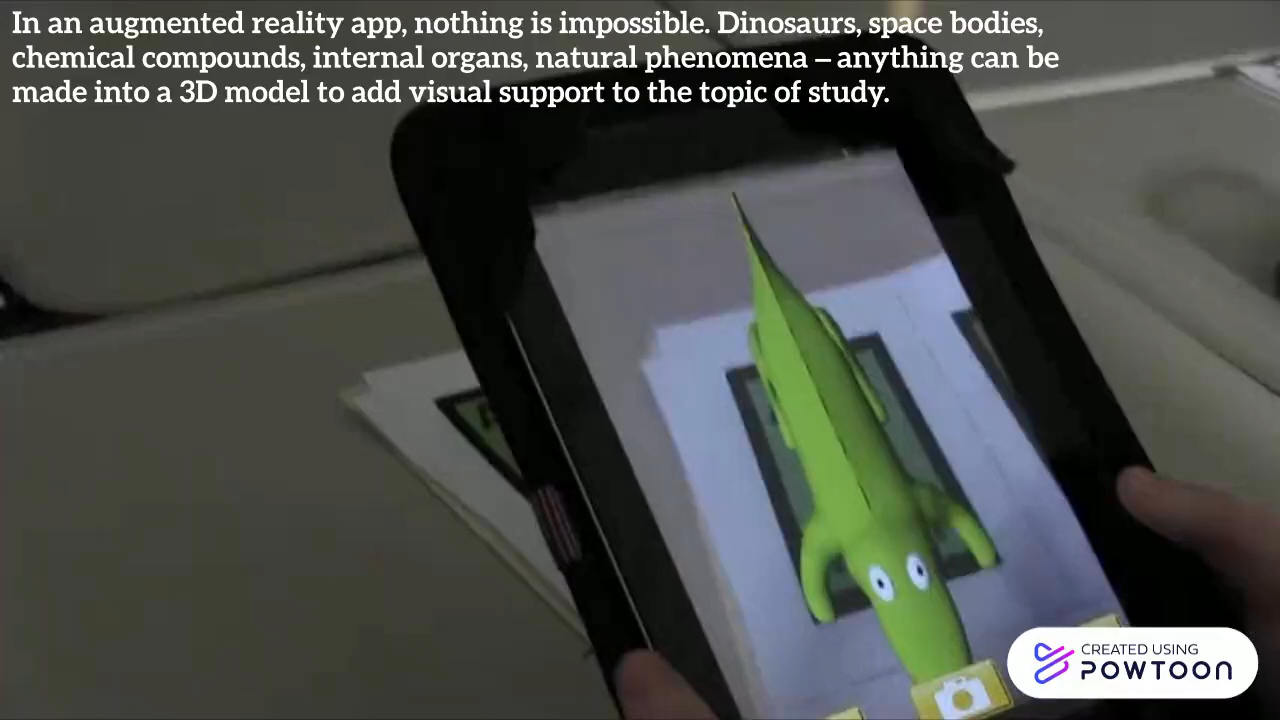 In an augmented reality app, nothing is impossible. Dinosaurs, space bodies,
chemical compounds, internal organs, natural phenomena – anything can be
made into a 3D model to add visual support to the topic of study.
CREATED USING
POWTOON